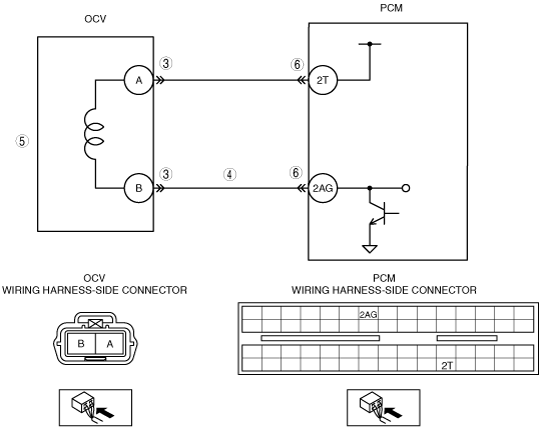 OCV
PCM
③
⑥
A
2T
⑤
③
④
⑥
B
2AG
OCV
WIRING HARNESS-SIDE CONNECTOR
PCM
WIRING HARNESS-SIDE CONNECTOR
2AG
B
A
2T